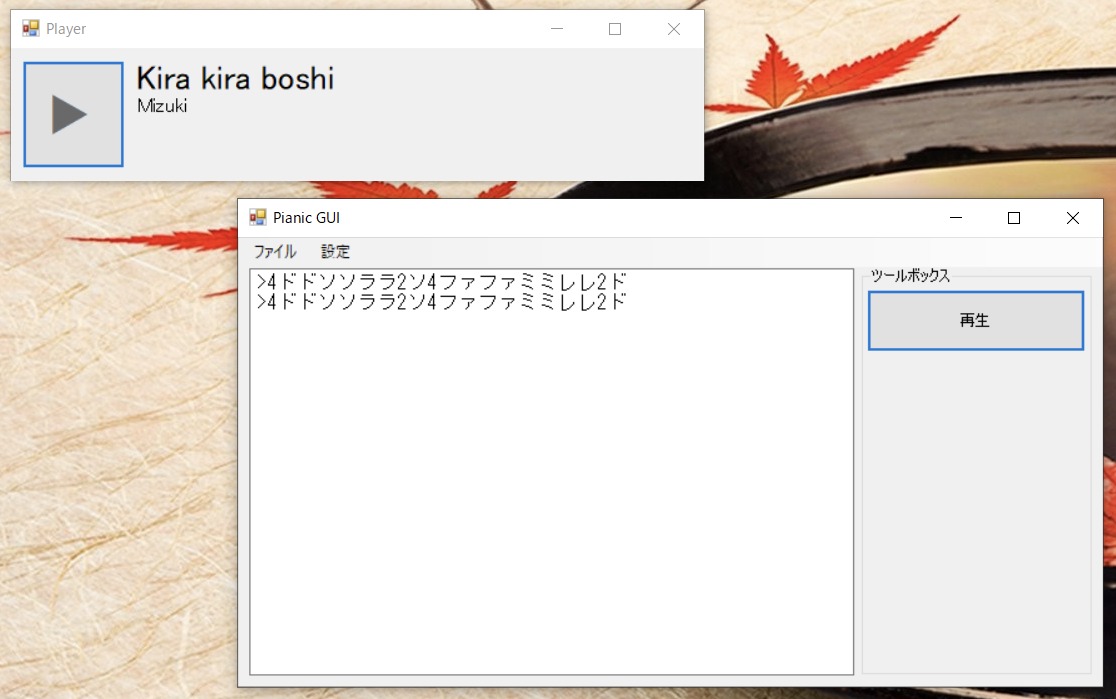 Player
Kira kira boshi
Mizuki
Pianic GUI
ファイル 設定
>4ドドソソララ2ソ4ファファミミレレ2ド
>4ドドソソララ2ソ4ファファミミレレ2ド
ツールボックス
再生